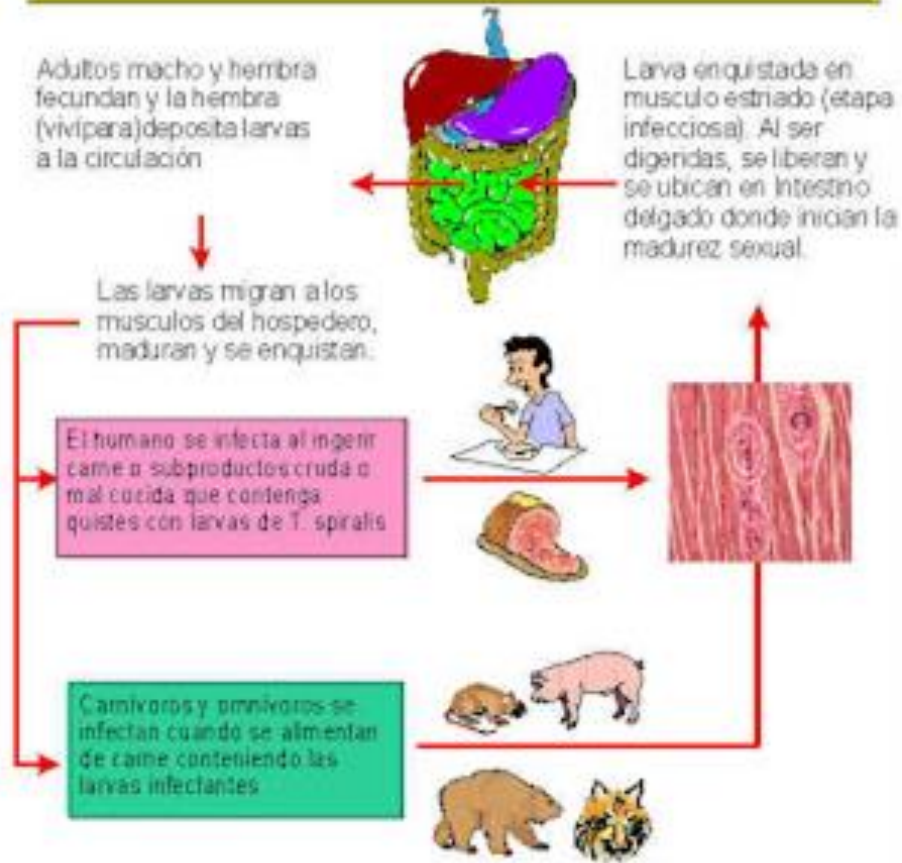 Adultos macho y hembra
fecundan y la hembra
(vivípara)deposita larvas
a la circulación
Larva enquistada en
musculo estriado (etapa
infecciosa). Al ser
digeridas, se liberan y
se ubican en Intestino
delgado donde inician la
madurez sexual.
Las larvas migran a los
musculos del hospedero,
maduran y se enquistan.
El humano se infecta al ingerir
carne o subproductos cruda o
mal cocida que contenga
quistes con larvas de T. spiralis
Carnívoros y omnívoros se
infectan cuando se alimentan
de carne conteniendo las
larvas infectantes